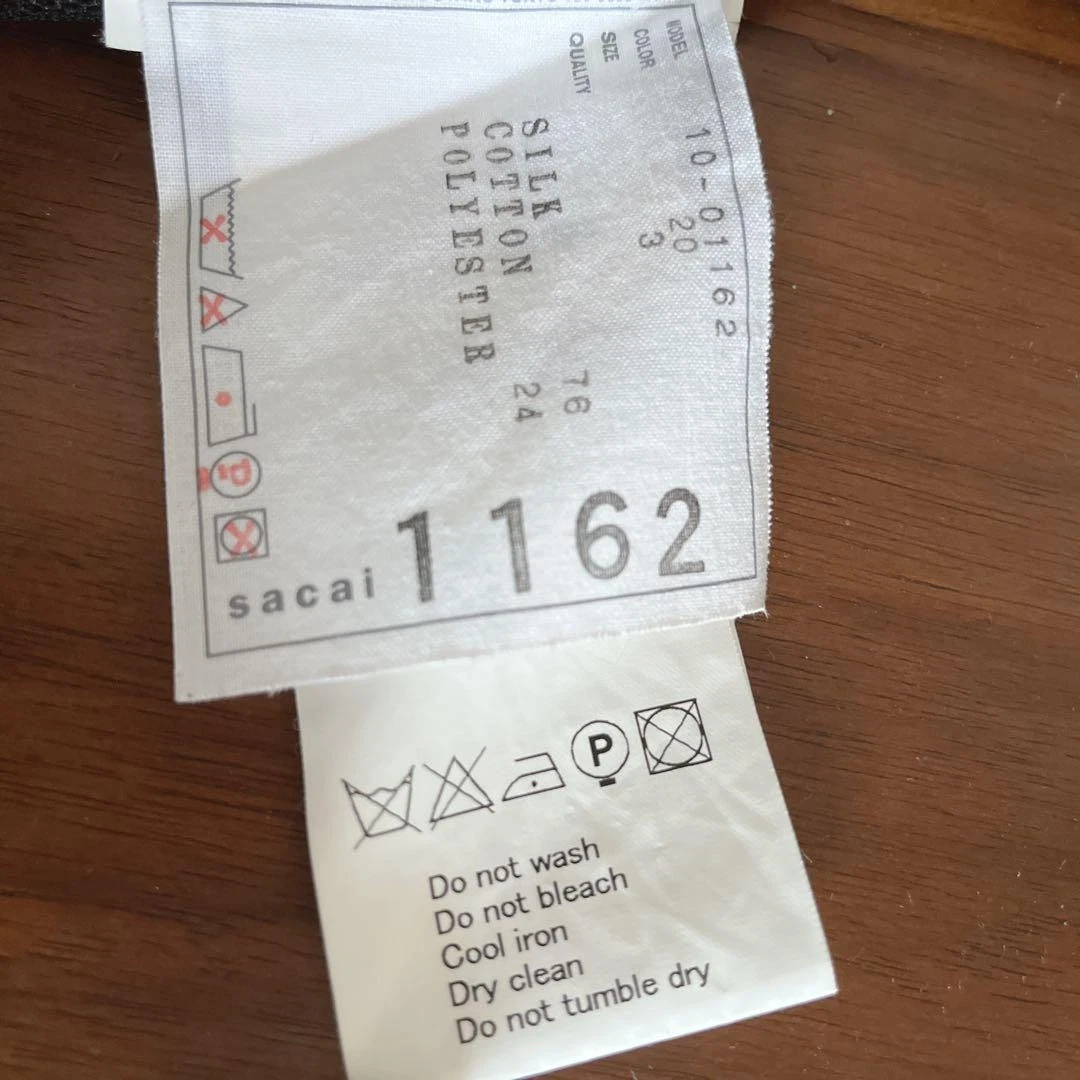 MODEL 10-01162
COLOR 20
SIZE 3
QUALITY
SILK 76
COTTON 24
POLYESTER
P
sacai 1162
P
Do not wash
Do not bleach
Cool iron
Dry clean
Do not tumble dry